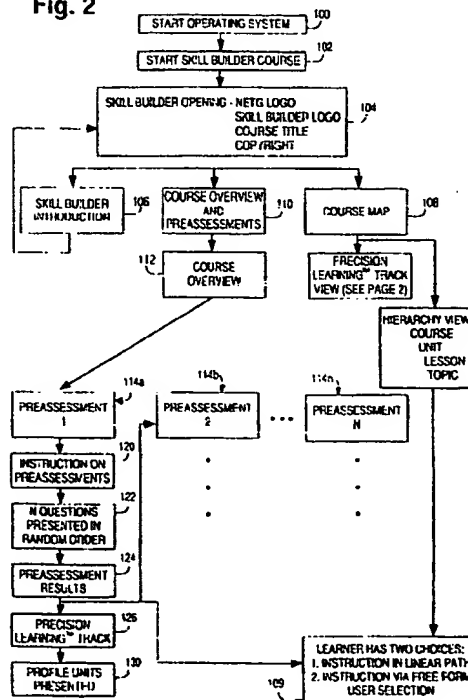 Fig. 2
START OPERATING SYSTEM
100
START SKILL BUILDER COURSE
102
SKILL BUILDER OPENING - NETG LOGO
SKILL BUILDER LOGO
COURSE TITLE
COPYRIGHT
104
SKILL BUILDER
INTRODUCTION
106
COURSE OVERVIEW
AND
PREASSESSMENTS
110
COURSE MAP
108
112
COURSE
OVERVIEW
PRECISION
LEARNING™ TRACK
VIEW (SEE PAGE 2)
HIERARCHY VIEW
COURSE
UNIT
LESSON
TOPIC
PREASSESSMENT
1
114a
114b
PREASSESSMENT
2
...
114n
PREASSESSMENT
N
INSTRUCTION ON
PREASSESSMENTS
120
N QUESTIONS
PRESENTED IN
RANDOM ORDER
122
PREASSESSMENT
RESULTS
124
PRECISION
LEARNING™ TRACK
126
PROFILE UNITS
PRESENTED
130
LEARNER HAS TWO CHOICES:
1. INSTRUCTION IN LINEAR PATH
2. INSTRUCTION VIA FREE FORM
USER SELECTION
109